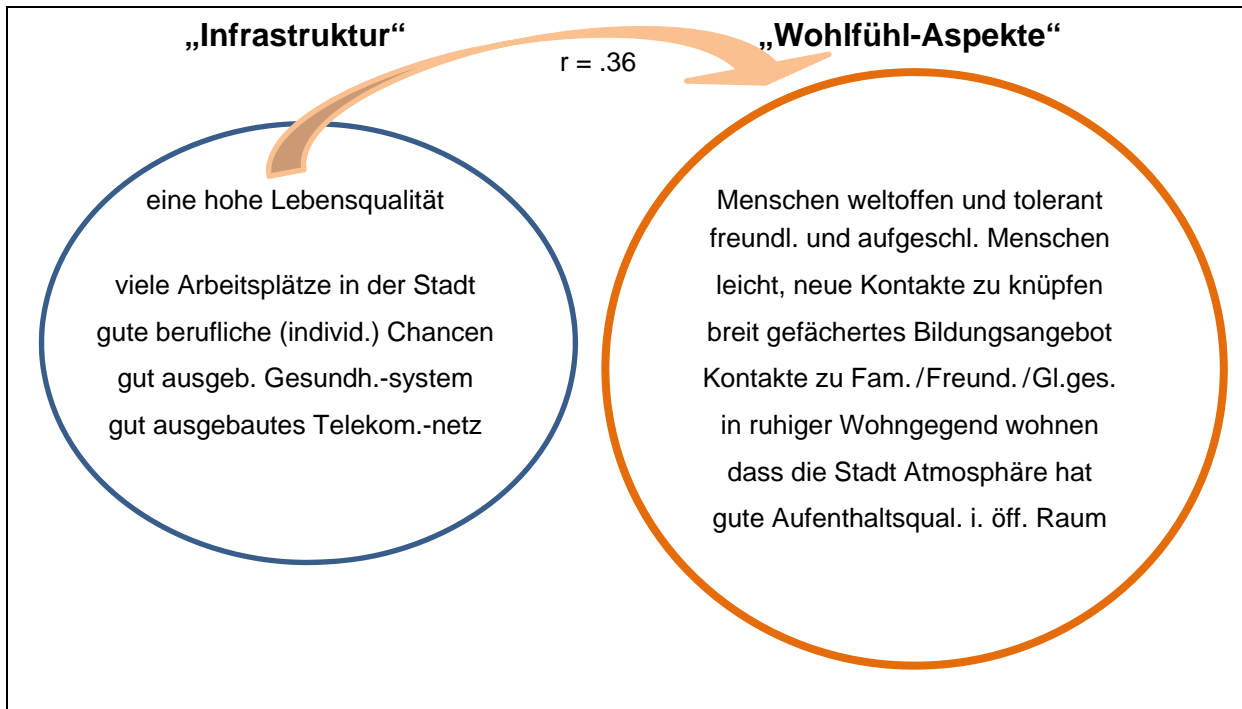 „Infrastruktur“
„Wohlfühl-Aspekte“
r = .36
eine hohe Lebensqualität
viele Arbeitsplätze in der Stadt
gute berufliche (individ.) Chancen
gut ausgeb. Gesundh.-system
gut ausgebautes Telekom.-netz
Menschen weltoffen und tolerant
freundl. und aufgeschl. Menschen
leicht, neue Kontakte zu knüpfen
breit gefächertes Bildungsangebot
Kontakte zu Fam./Freund./Gl.ges.
in ruhiger Wohngegend wohnen
dass die Stadt Atmosphäre hat
gute Aufenthaltsqual. i. öff. Raum